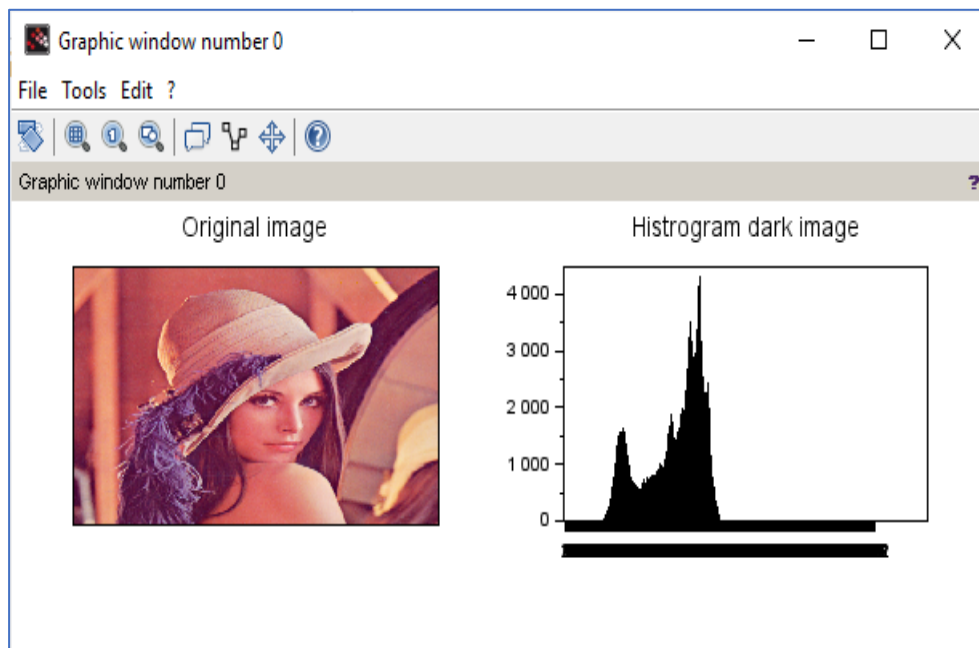 Graphic window number 0
File Tools Edit ?
Graphic window number 0 ?
Original image
Histrogram dark image
4 000
3 000
2 000
1 000
0